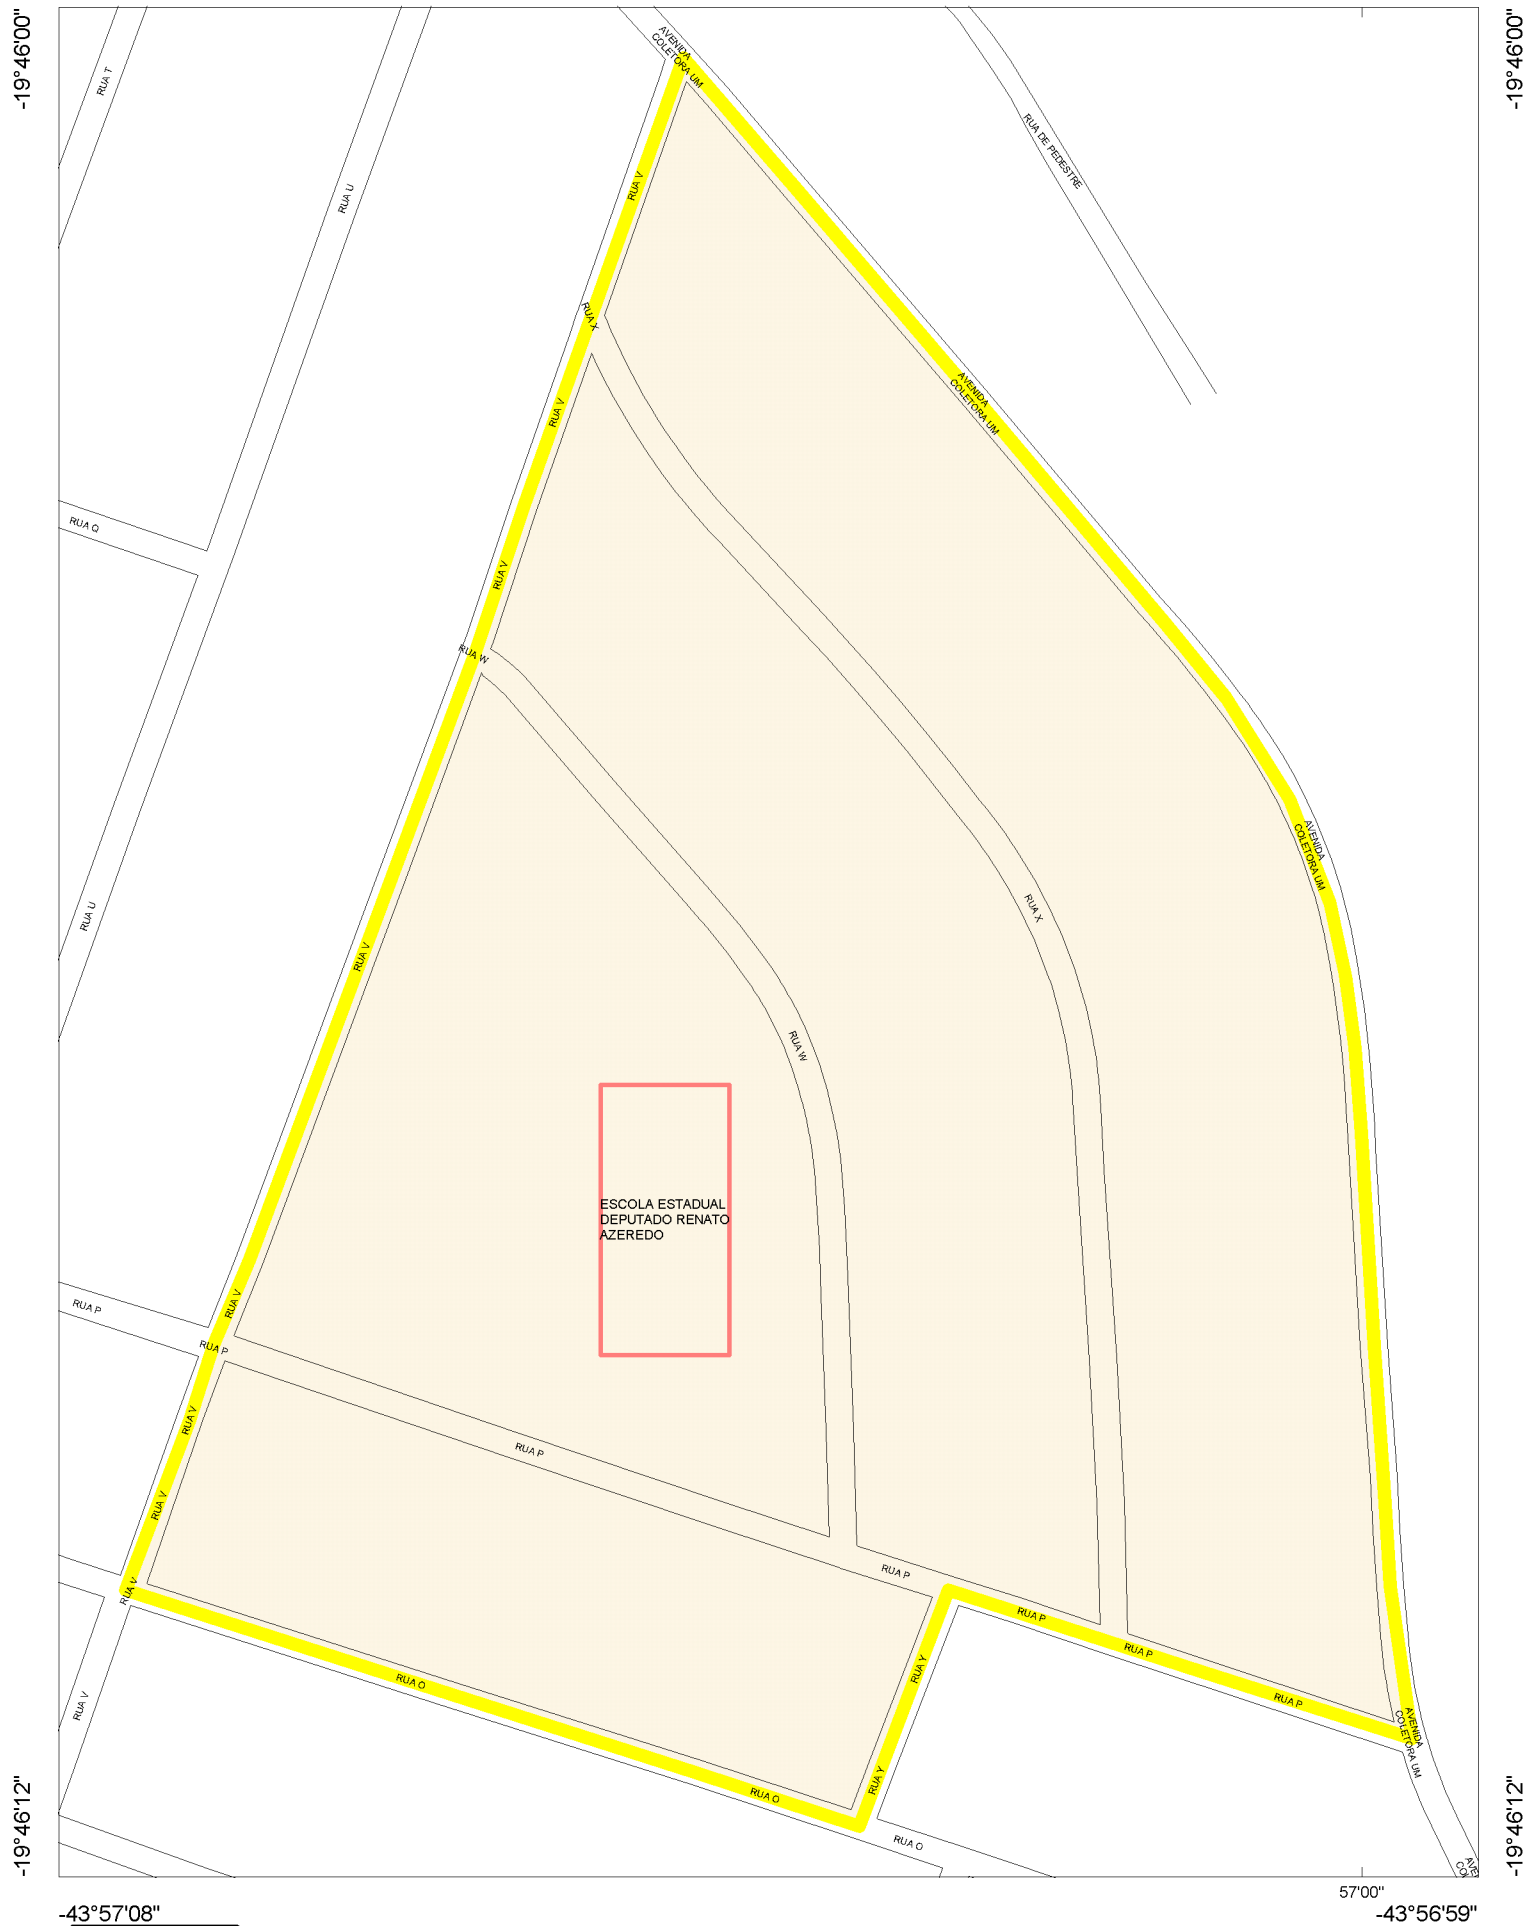 -19°46'00"
-19°46'00"
AVENIDA
COLETORA UM
RUA T
RUA DE PEDESTRE
RUA U
RUA V
RUA X
AVENIDA
COLETORA UM
RUA V
RUA Q
RUA V
RUA W
AVENIDA
COLETORA UM
RUA X
RUA U
RUA V
RUA W
ESCOLA ESTADUAL
DEPUTADO RENATO
AZEREDO
RUA P
RUA V
RUA P
RUA V
RUA P
RUA V
RUA P
RUA V
RUA P
RUA P
RUA Y
RUA O
RUA P
RUA V
AVENIDA
COLETORA UM
RUA Y
RUA O
RUA O
-19°46'12"
-19°46'12"
57'00"
-43°57'08"
-43°56'59"